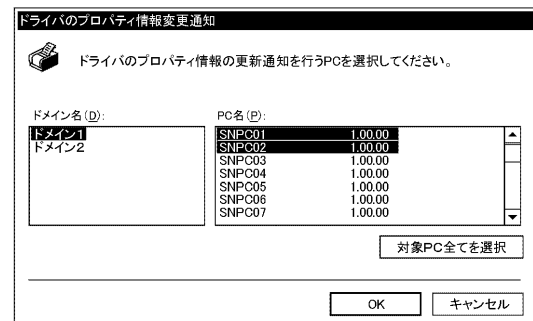 ドライバのプロパティ情報変更通知
ドライバのプロパティ情報の更新通知を行うPCを選択してください。
ドメイン名(D): PC名(P):
ドメイン1
ドメイン2
SNPC01 1.00.00
SNPC02 1.00.00
SNPC03 1.00.00
SNPC04 1.00.00
SNPC05 1.00.00
SNPC06 1.00.00
SNPC07 1.00.00
対象PC全てを選択
OK キャンセル